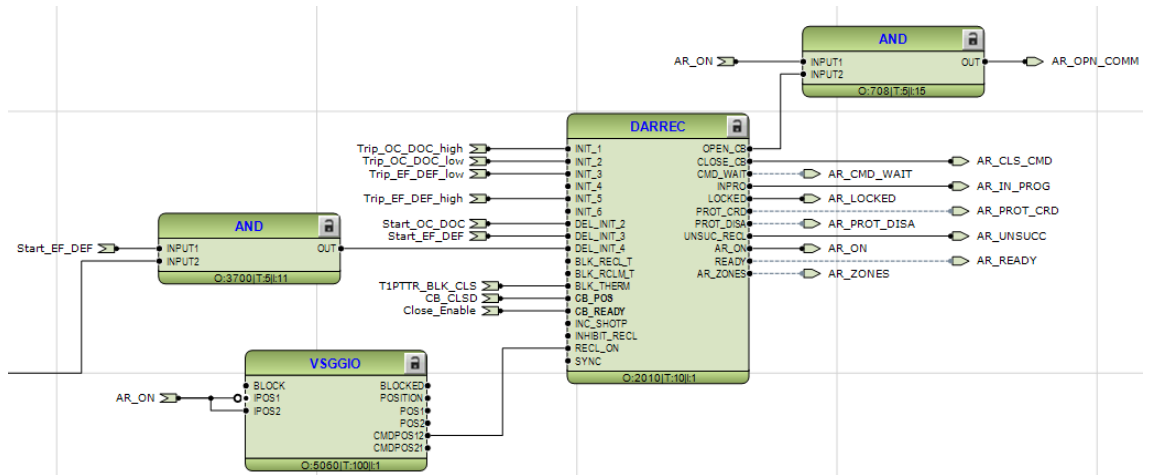 AND
AR_ON
INPUT1
INPUT2
OUT
AR_OPN_COMM
O:708|T:5|I:15
DARREC
Trip_OC_DOC_high
INIT_1
OPEN_CB
Trip_OC_DOC_low
INIT_2
CLOSE_CB
AR_CLS_CMD
Trip_EF_DEF_low
INIT_3
CMD_WAIT
AR_CMD_WAIT
INIT_4
INPRO
AR_IN_PROG
Trip_EF_DEF_high
INIT_5
LOCKED
AR_LOCKED
INIT_6
PROT_CRD
AR_PROT_CRD
Start_OC_DOC
DEL_INIT_2
PROT_DISA
AR_PROT_DISA
Start_EF_DEF
DEL_INIT_3
UNSUC_RECL
AR_UNSUCC
DEL_INIT_4
AR_ON
AR_ON
BLK_RECL_T
READY
AR_READY
BLK_RCLM_T
AR_ZONES
AR_ZONES
T1PTTR_BLK_CLS
BLK_THERM
CB_CLSD
CB_POS
Close_Enable
CB_READY
INC_SHOTP
INHIBIT_RECL
RECL_ON
SYNC
O:2010|T:10|I:1
AND
Start_EF_DEF
INPUT1
OUT
INPUT2
O:3700|T:5|I:11
VSGGIO
BLOCK
BLOCKED
AR_ON
IPOS1
POSITION
IPOS2
POS1
POS2
CMDPOS12
CMDPOS21
O:5060|T:100|I:1